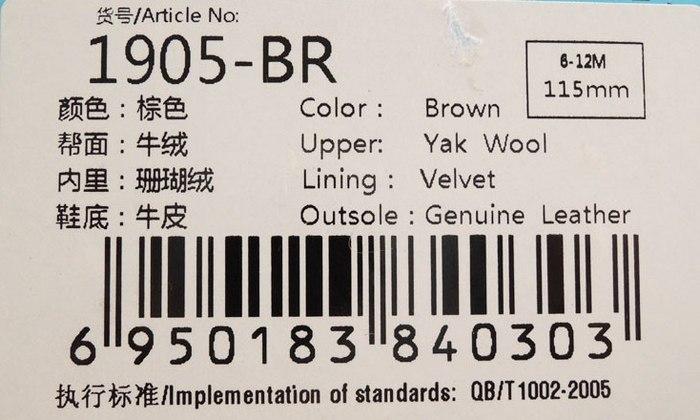 货号/Article No:
1905-BR
6-12M
115mm
颜色：棕色 Color： Brown
帮面：牛绒 Upper: Yak Wool
内里：珊瑚绒 Lining： Velvet
鞋底：牛皮 Outsole：Genuine Leather
6 950183 840303
执行标准/Implementation of standards: QB/T1002-2005